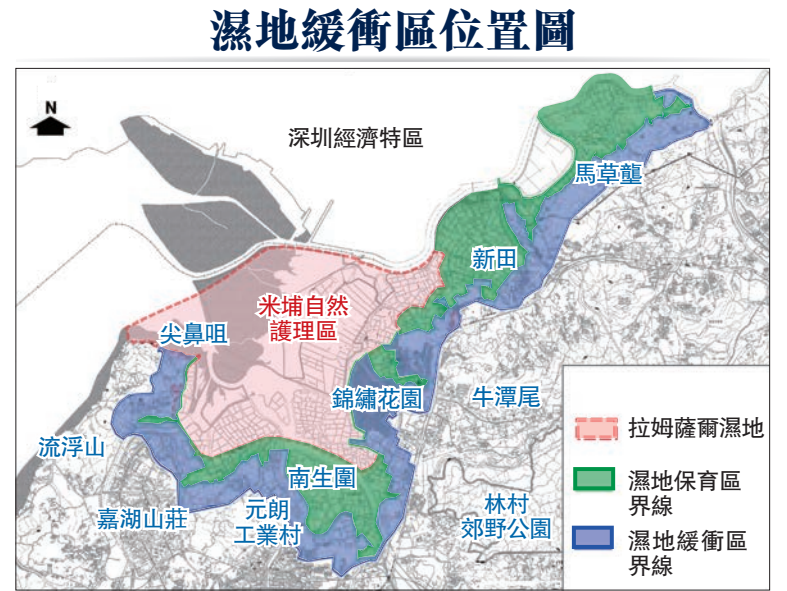 濕地緩衝區位置圖
N
深圳經濟特區
馬草壟
新田
米埔自然
護理區
尖鼻咀
錦繡花園
牛潭尾
流浮山
南生圍
嘉湖山莊
元朗
工業村
林村
郊野公園
拉姆薩爾濕地
濕地保育區
界線
濕地緩衝區
界線